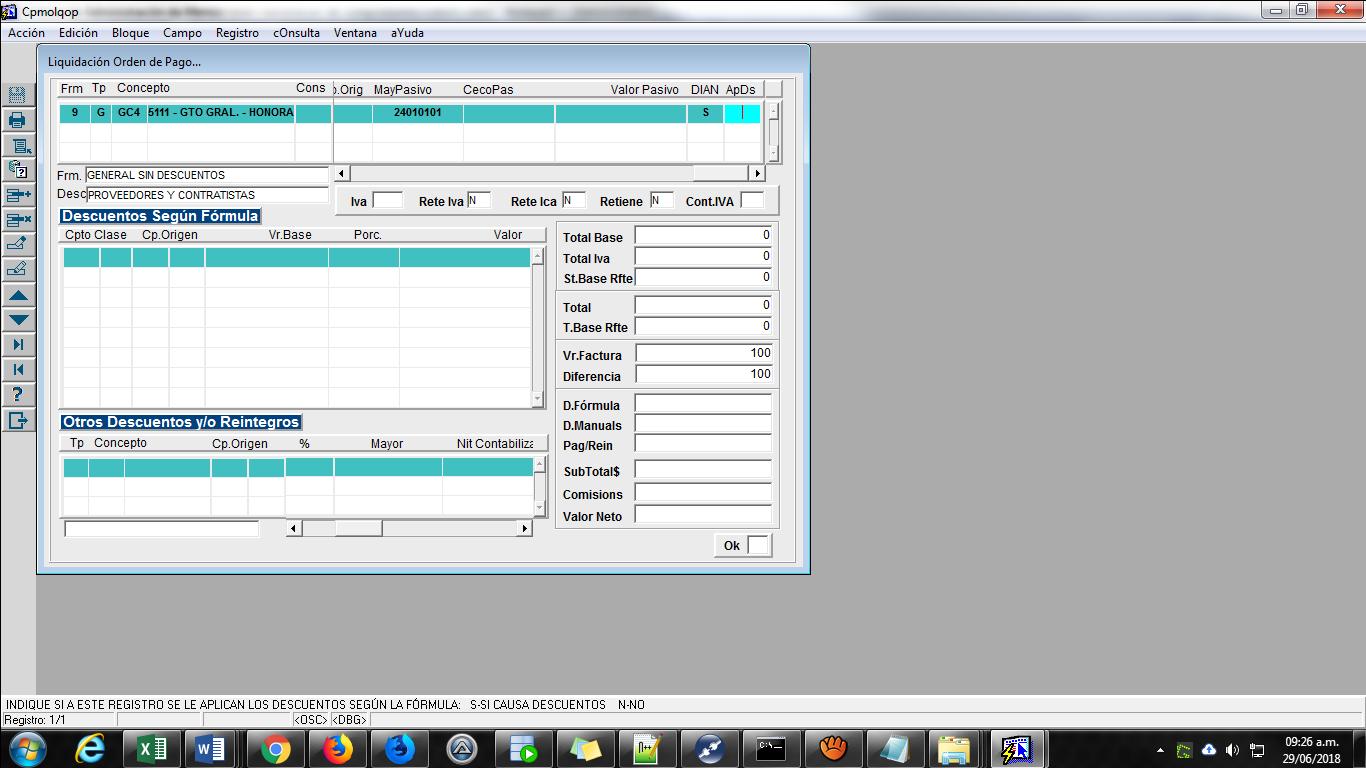 Cpmolqop
Acción Edición Bloque Campo Registro cOnsulta Ventana aYuda
Liquidación Orden de Pago...
Frm Tp Concepto Cons o.Orig MayPasivo CecoPas Valor Pasivo DIAN ApDs
9 G GC4 5111 - GTO GRAL. - HONORA 24010101 S
Frm. GENERAL SIN DESCUENTOS
Desc PROVEEDORES Y CONTRATISTAS
Iva Rete Iva N Rete Ica N Retiene N Cont.IVA
Descuentos Según Fórmula
Cpto Clase Cp.Origen Vr.Base Porc. Valor
Total Base 0
Total Iva 0
St.Base Rfte 0
Total 0
T.Base Rfte 0
Vr.Factura 100
Diferencia 100
D.Fórmula
D.Manuals
Pag/Rein
SubTotal$
Comisions
Valor Neto
Otros Descuentos y/o Reintegros
Tp Concepto Cp.Origen % Mayor Nit Contabiliza
Ok
INDIQUE SI A ESTE REGISTRO SE LE APLICAN LOS DESCUENTOS SEGÚN LA FÓRMULA: S-SI CAUSA DESCUENTOS N-NO
Registro: 1/1 <OSC> <DBG>
09:26 a.m.
29/06/2018